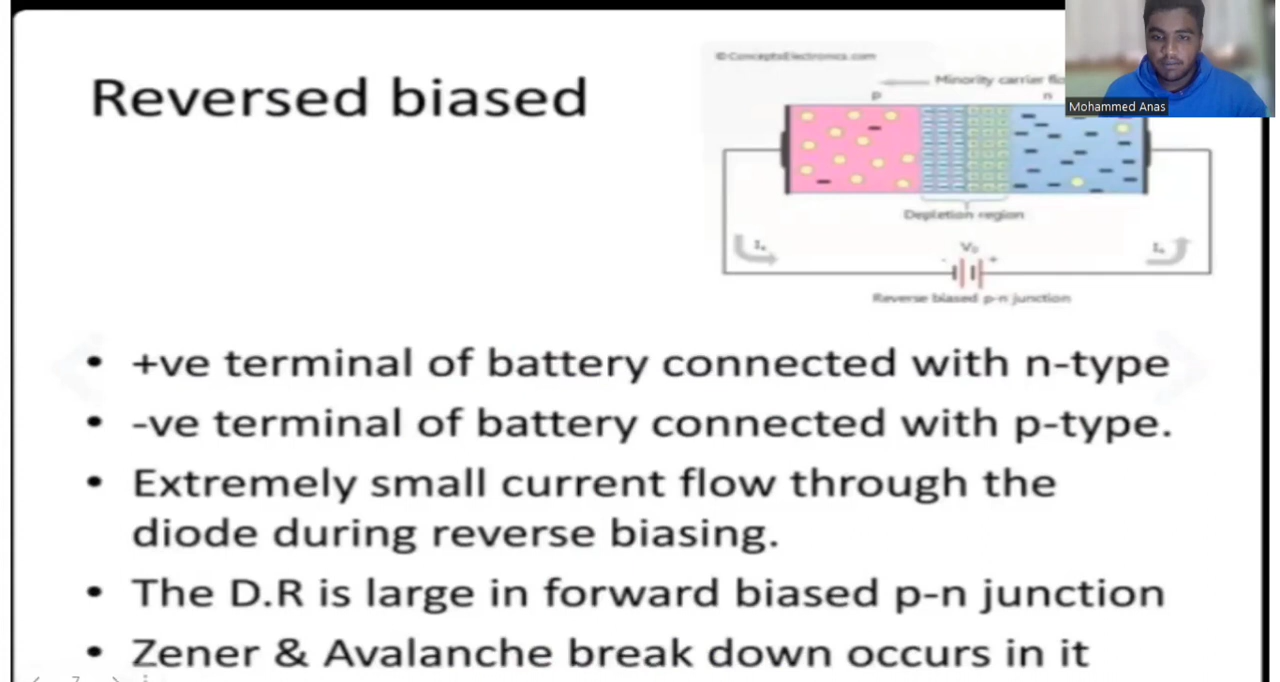 Reversed biased
©ConceptsElectronics.com
Minority carrier
p
n
Mohammed Anas
Depletion region
- +
Reverse biased p-n junction
• +ve terminal of battery connected with n-type
• -ve terminal of battery connected with p-type.
• Extremely small current flow through the
diode during reverse biasing.
• The D.R is large in forward biased p-n junction
• Zener & Avalanche break down occurs in it
7